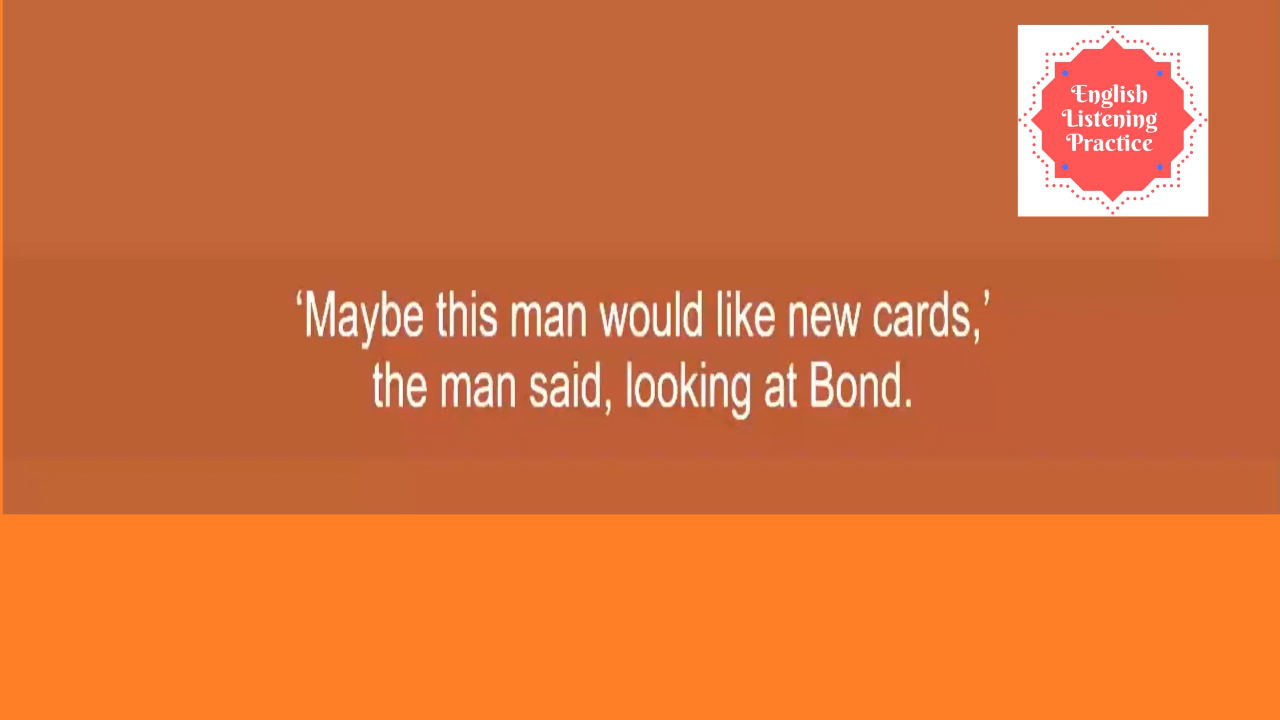 English
Listening
Practice
‘Maybe this man would like new cards,’
the man said, looking at Bond.